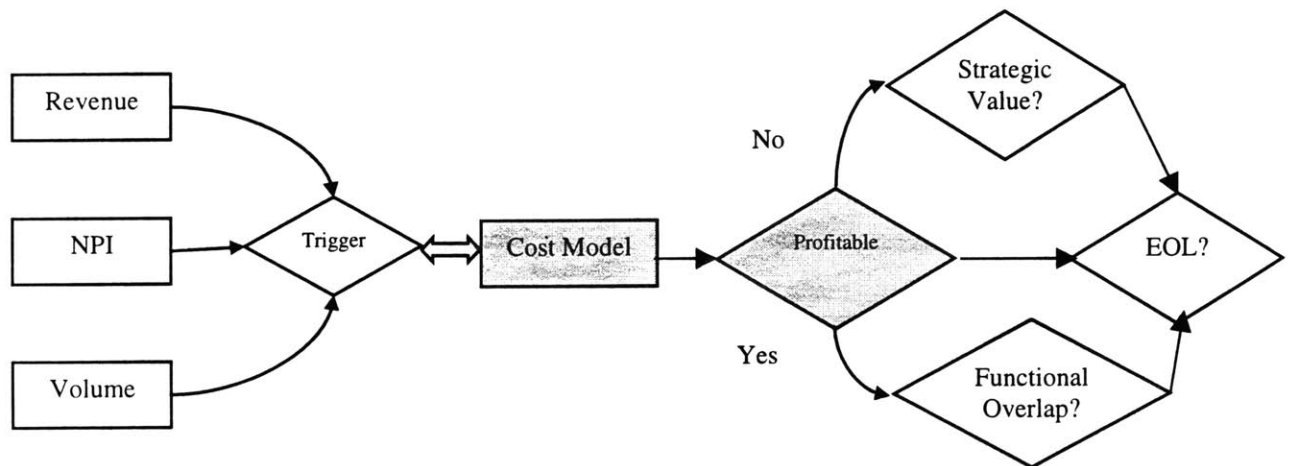 Revenue
NPI
Volume
Trigger
Cost Model
No
Profitable
Yes
Strategic
Value?
EOL?
Functional
Overlap?